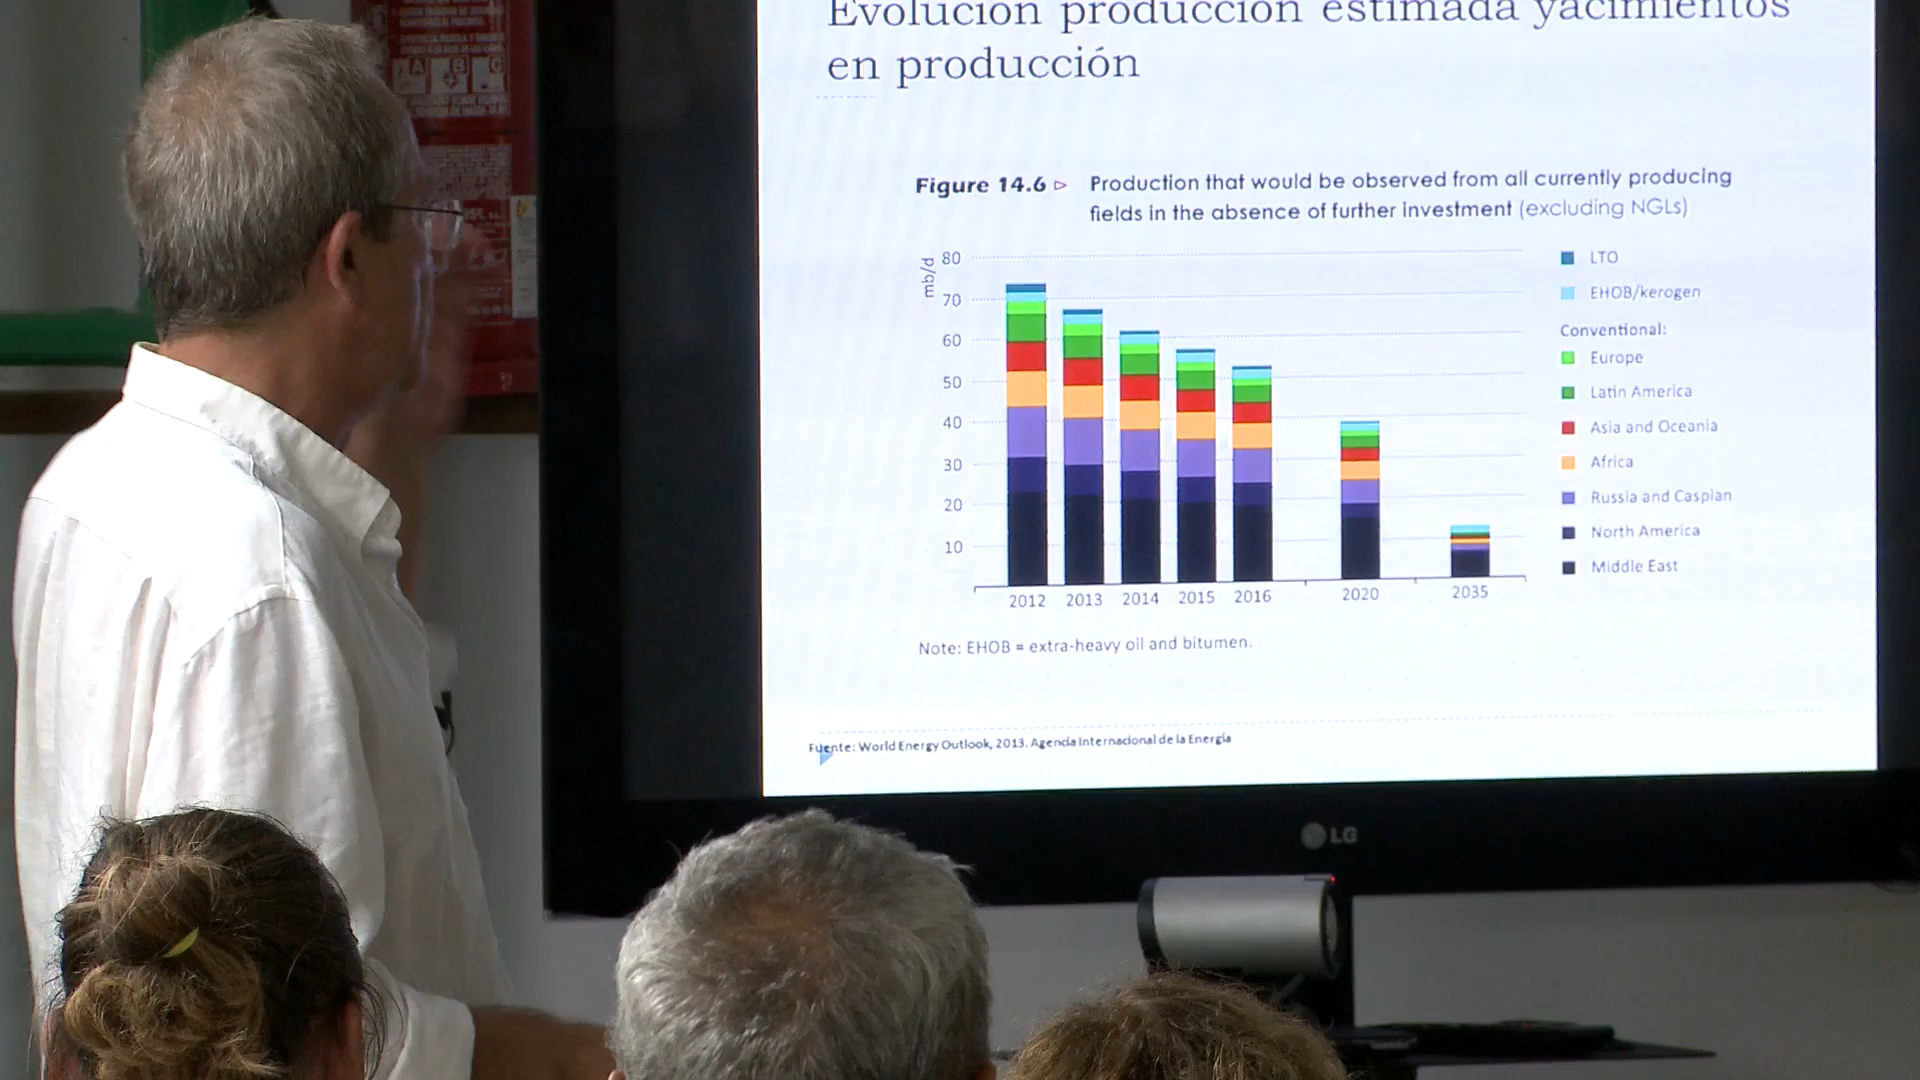 Evolución producción estimada yacimientos
en producción
Figure 14.6 ▷ Production that would be observed from all currently producing
fields in the absence of further investment (excluding NGLs)
mb/d
80
70
60
50
40
30
20
10
2012 2013 2014 2015 2016 2020 2035
LTO
EHOB/kerogen
Conventional:
Europe
Latin America
Asia and Oceania
Africa
Russia and Caspian
North America
Middle East
Note: EHOB = extra-heavy oil and bitumen.
Fuente: World Energy Outlook, 2013. Agencia Internacional de la Energía
LG
A B C